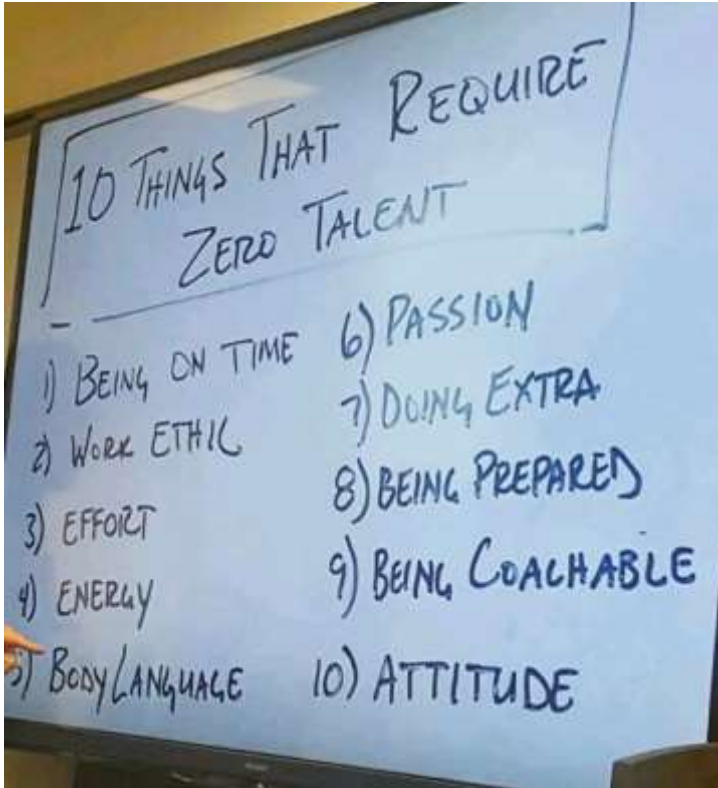 10 THINGS THAT REQUIRE
ZERO TALENT
1) BEING ON TIME
2) WORK ETHIC
3) EFFORT
4) ENERGY
5) BODY LANGUAGE
6) PASSION
7) DOING EXTRA
8) BEING PREPARED
9) BEING COACHABLE
10) ATTITUDE